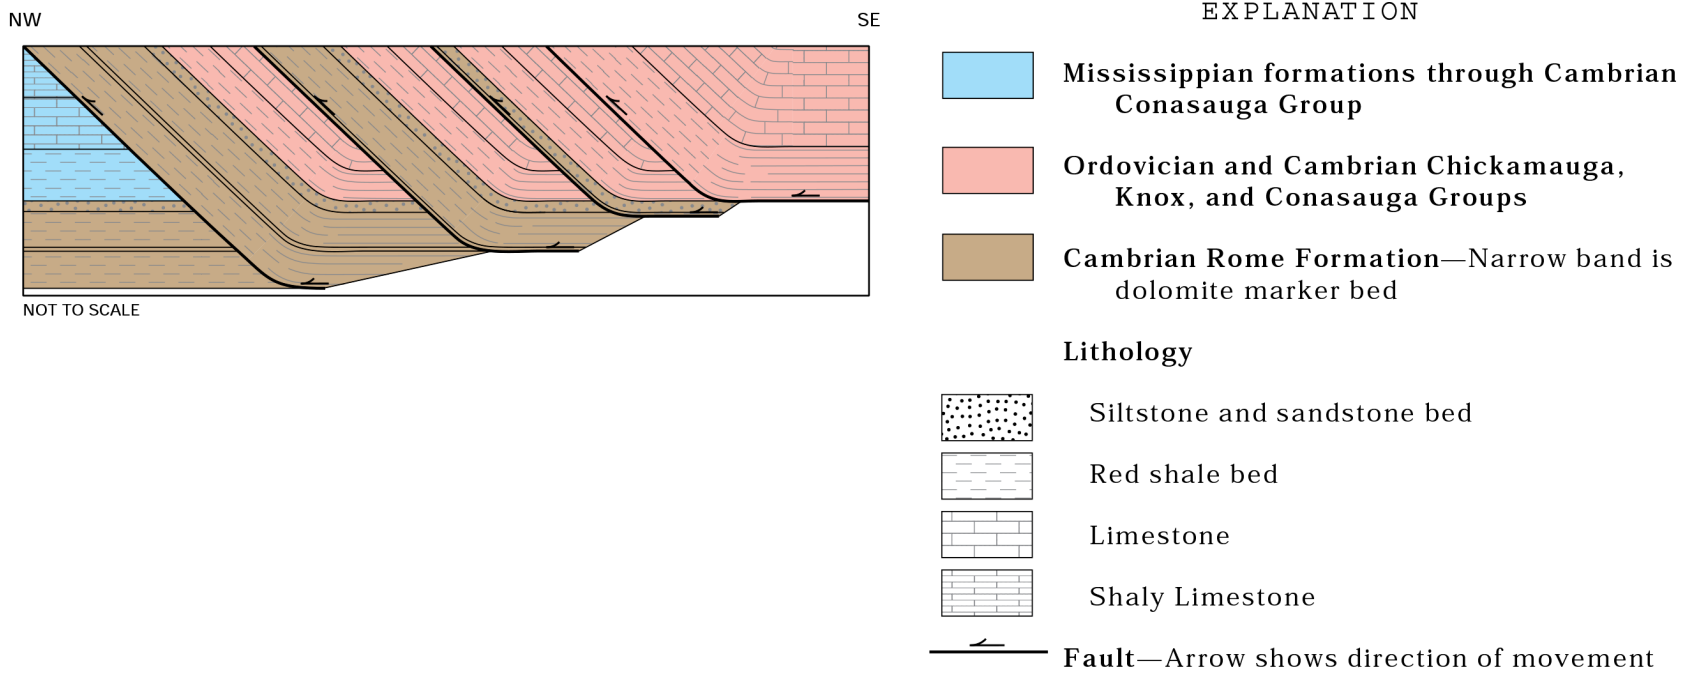 NW
SE
NOT TO SCALE
EXPLANATION
Mississippian formations through Cambrian
Conasauga Group
Ordovician and Cambrian Chickamauga,
Knox, and Conasauga Groups
Cambrian Rome Formation—Narrow band is
dolomite marker bed
Lithology
Siltstone and sandstone bed
Red shale bed
Limestone
Shaly Limestone
Fault—Arrow shows direction of movement